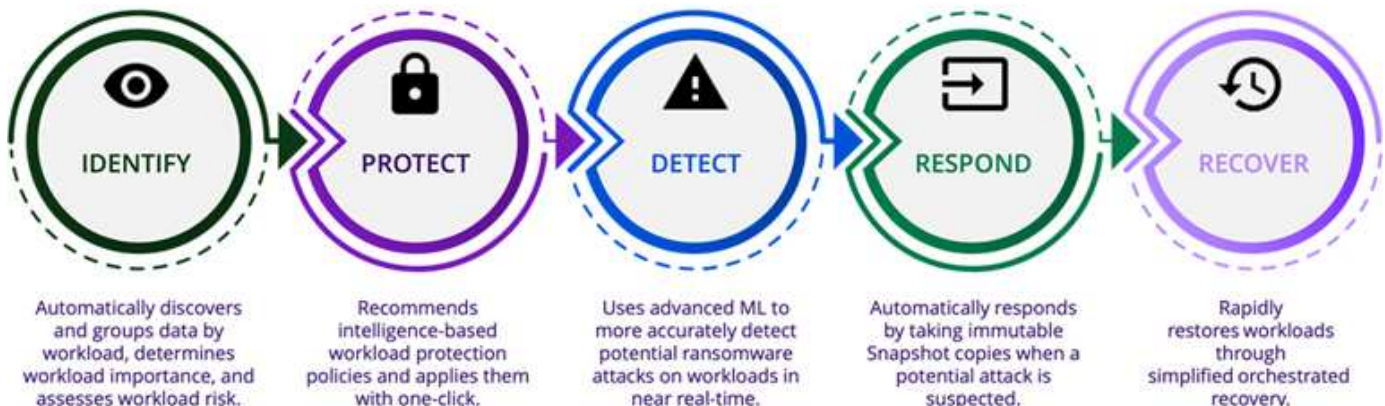 IDENTIFY
PROTECT
DETECT
RESPOND
RECOVER
Automatically discovers
and groups data by
workload, determines
workload importance, and
assesses workload risk.
Recommends
intelligence-based
workload protection
policies and applies them
with one-click.
Uses advanced ML to
more accurately detect
potential ransomware
attacks on workloads in
near real-time.
Automatically responds
by taking immutable
Snapshot copies when a
potential attack is
suspected.
Rapidly
restores workloads
through
simplified orchestrated
recovery.